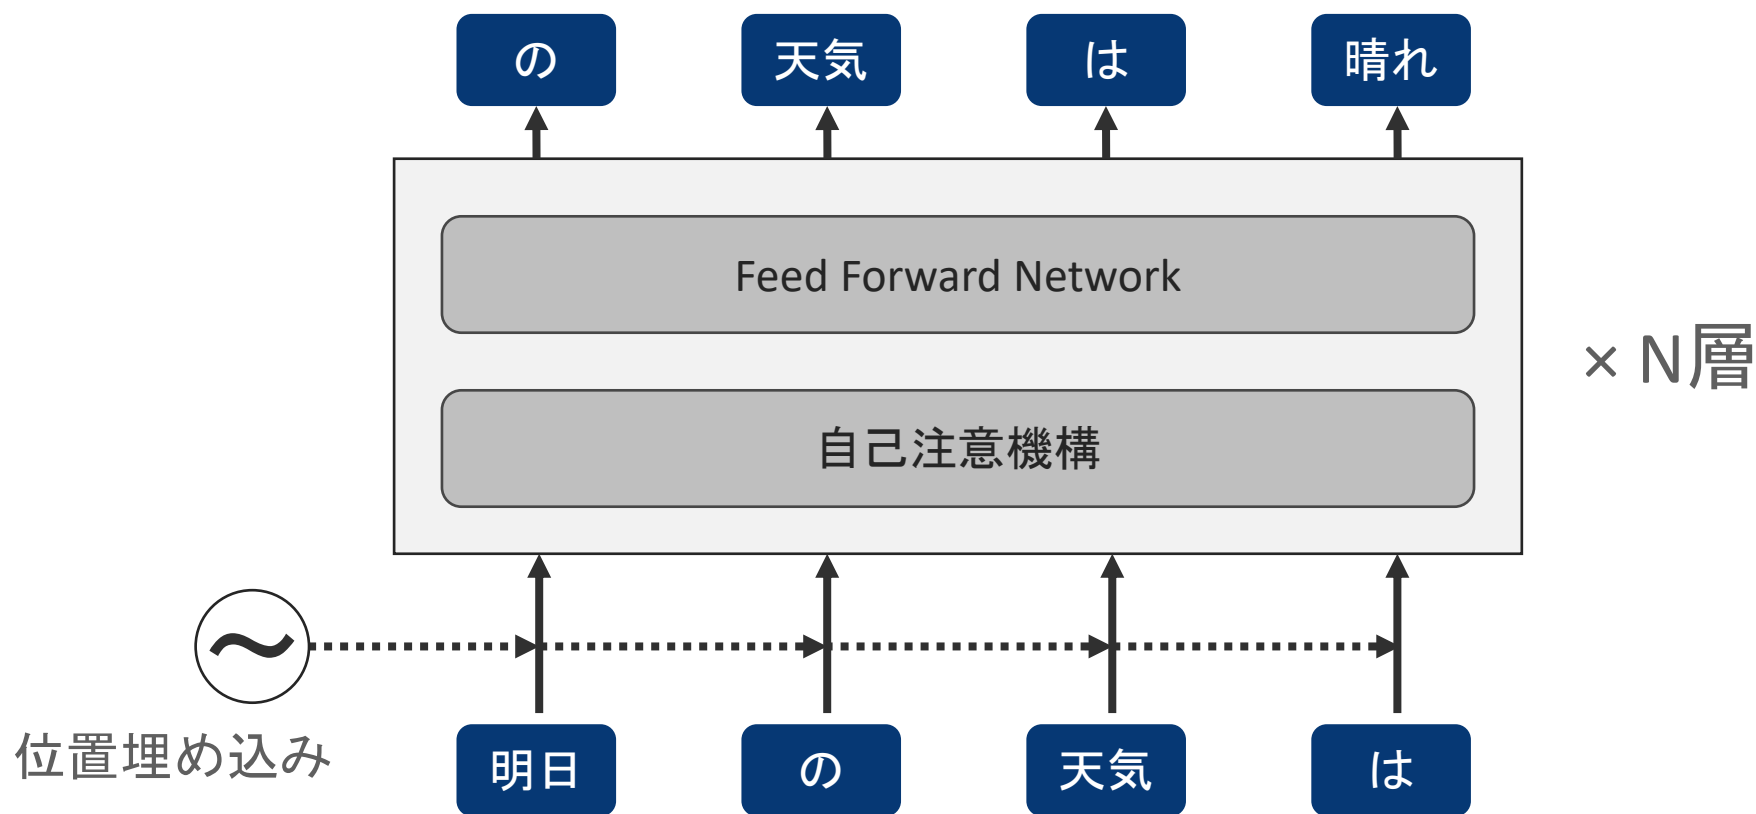 の 天気 は 晴れ
Feed Forward Network
× N層
自己注意機構
～
位置埋め込み
明日 の 天気 は